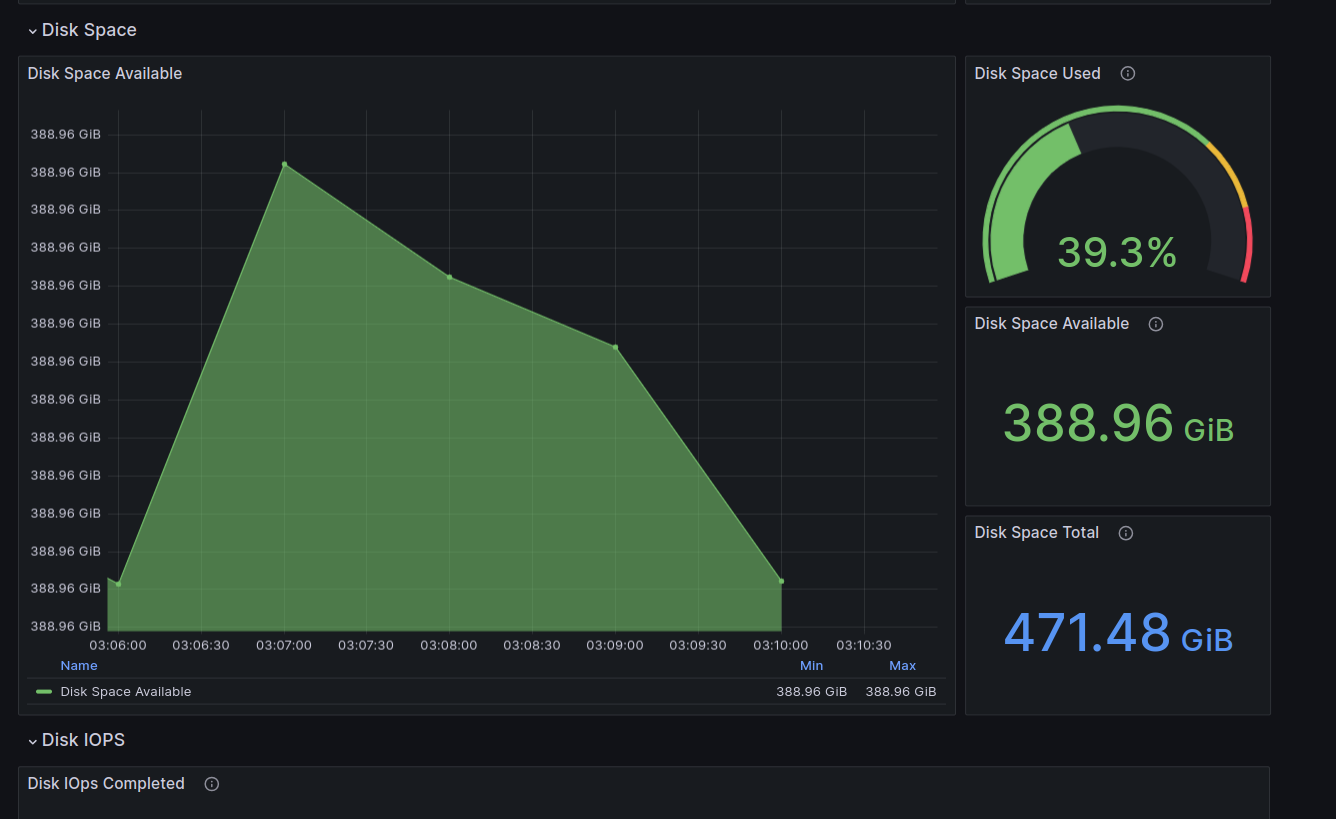 Disk Space
Disk Space Available
388.96 GiB
388.96 GiB
388.96 GiB
388.96 GiB
388.96 GiB
388.96 GiB
388.96 GiB
388.96 GiB
388.96 GiB
388.96 GiB
388.96 GiB
388.96 GiB
388.96 GiB
388.96 GiB
03:06:00 03:06:30 03:07:00 03:07:30 03:08:00 03:08:30 03:09:00 03:09:30 03:10:00 03:10:30
Name Min Max
Disk Space Available 388.96 GiB 388.96 GiB
Disk Space Used
39.3%
Disk Space Available
388.96 GiB
Disk Space Total
471.48 GiB
Disk IOPS
Disk IOps Completed